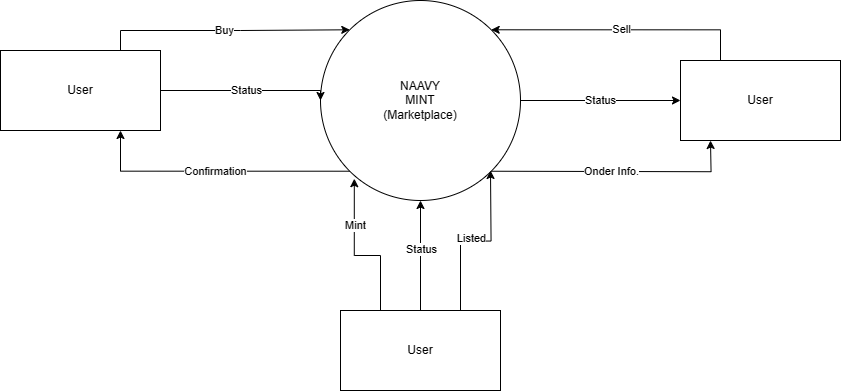 Buy
Sell
User
Status
NAAVY
MINT
(Marketplace)
Status
User
Confirmation
Onder Info.
Mint
Status
Listed
User